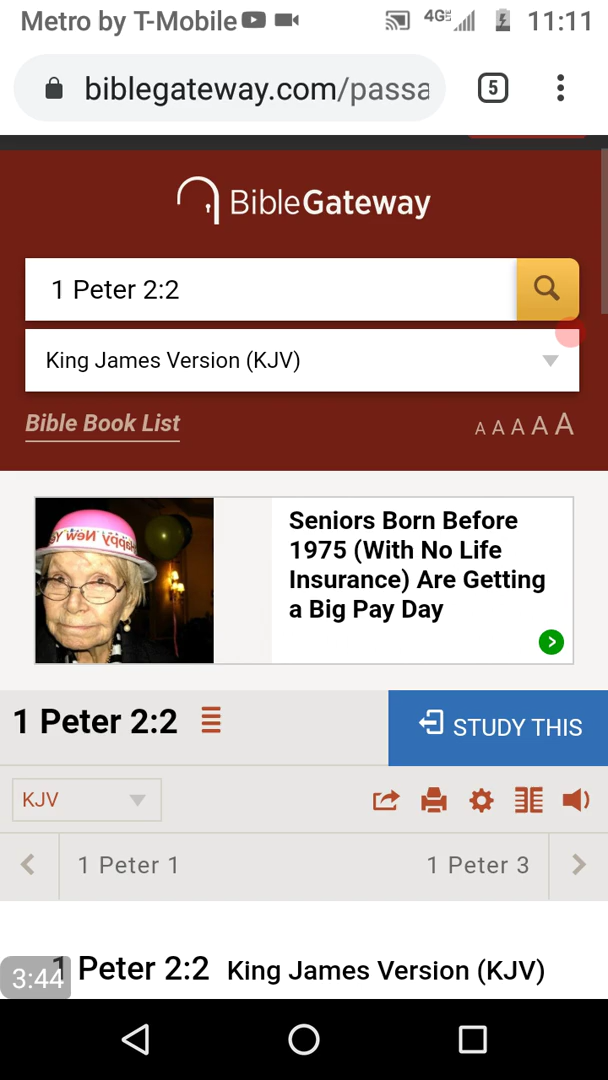 Metro by T-Mobile 4G 11:11
biblegateway.com/passa 5
BibleGateway
1 Peter 2:2
King James Version (KJV)
Bible Book List A A A A A
Happy New Ye
Seniors Born Before
1975 (With No Life
Insurance) Are Getting
a Big Pay Day
1 Peter 2:2
STUDY THIS
KJV
1 Peter 1 1 Peter 3
1 Peter 2:2 King James Version (KJV)
3:44